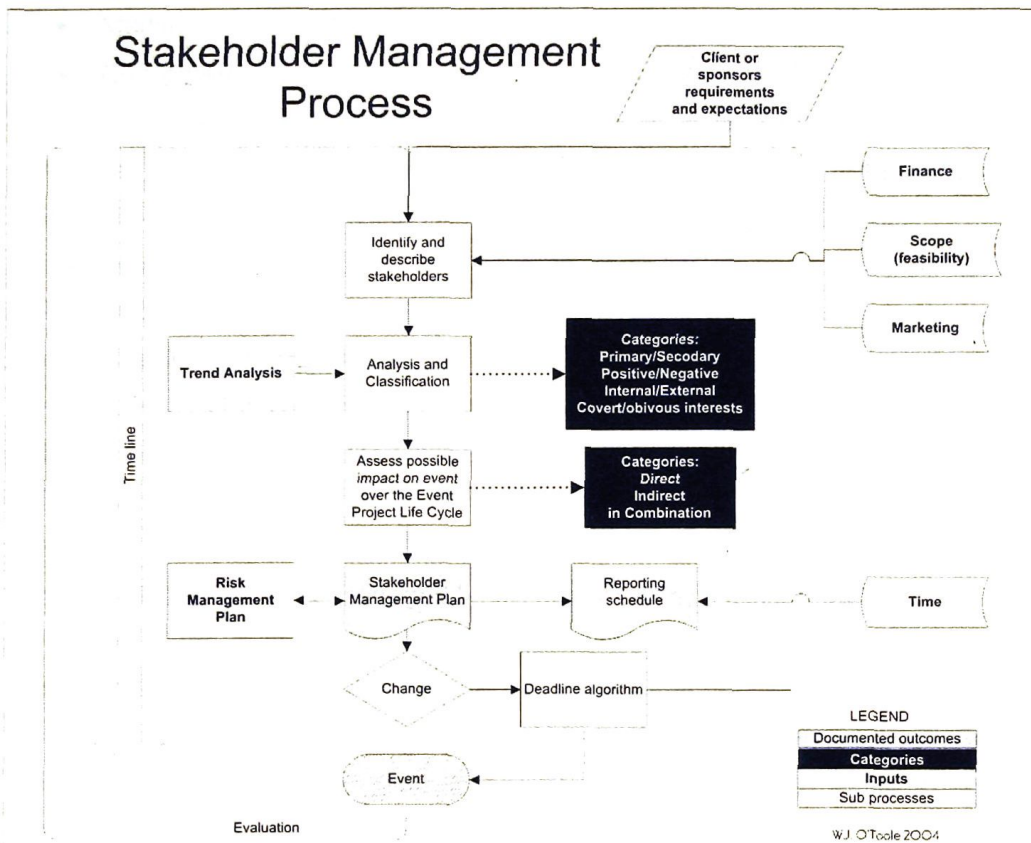 Stakeholder Management
Process
Client or
sponsors
requirements
and expectations
Finance
Identify and
describe
stakeholders
Scope
(feasibility)
Marketing
Trend Analysis
Analysis and
Classification
Categories:
Primary/Secodary
Positive/Negative
Internal/External
Covert/obivous interests
Time line
Assess possible
impact on event
over the Event
Project Life Cycle
Categories:
Direct
Indirect
in Combination
Risk
Management
Plan
Stakeholder
Management Plan
Reporting
schedule
Time
Change
Deadline algorithm
LEGEND
Documented outcomes
Categories
Inputs
Sub processes
Event
Evaluation
W.J. O'Toole 2004